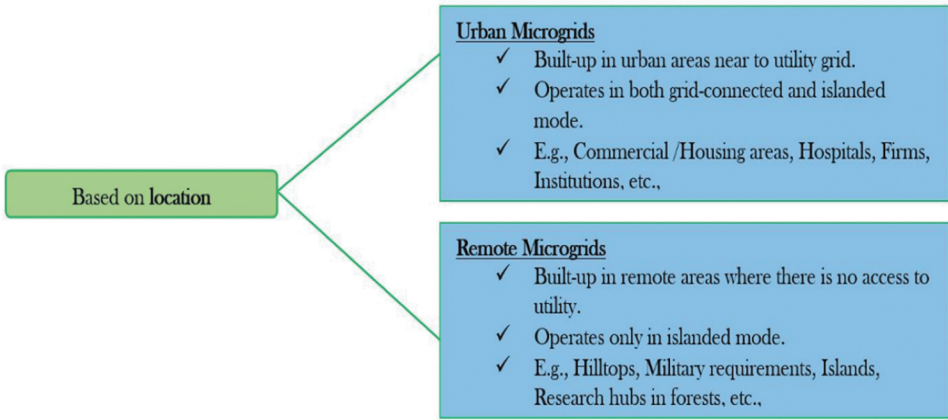 Based on location
Urban Microgrids
✓ Built-up in urban areas near to utility grid.
✓ Operates in both grid-connected and islanded
mode.
✓ E.g., Commercial /Housing areas, Hospitals, Firms,
Institutions, etc.,
Remote Microgrids
✓ Built-up in remote areas where there is no access to
utility.
✓ Operates only in islanded mode.
✓ E.g., Hilltops, Military requirements, Islands,
Research hubs in forests, etc.,